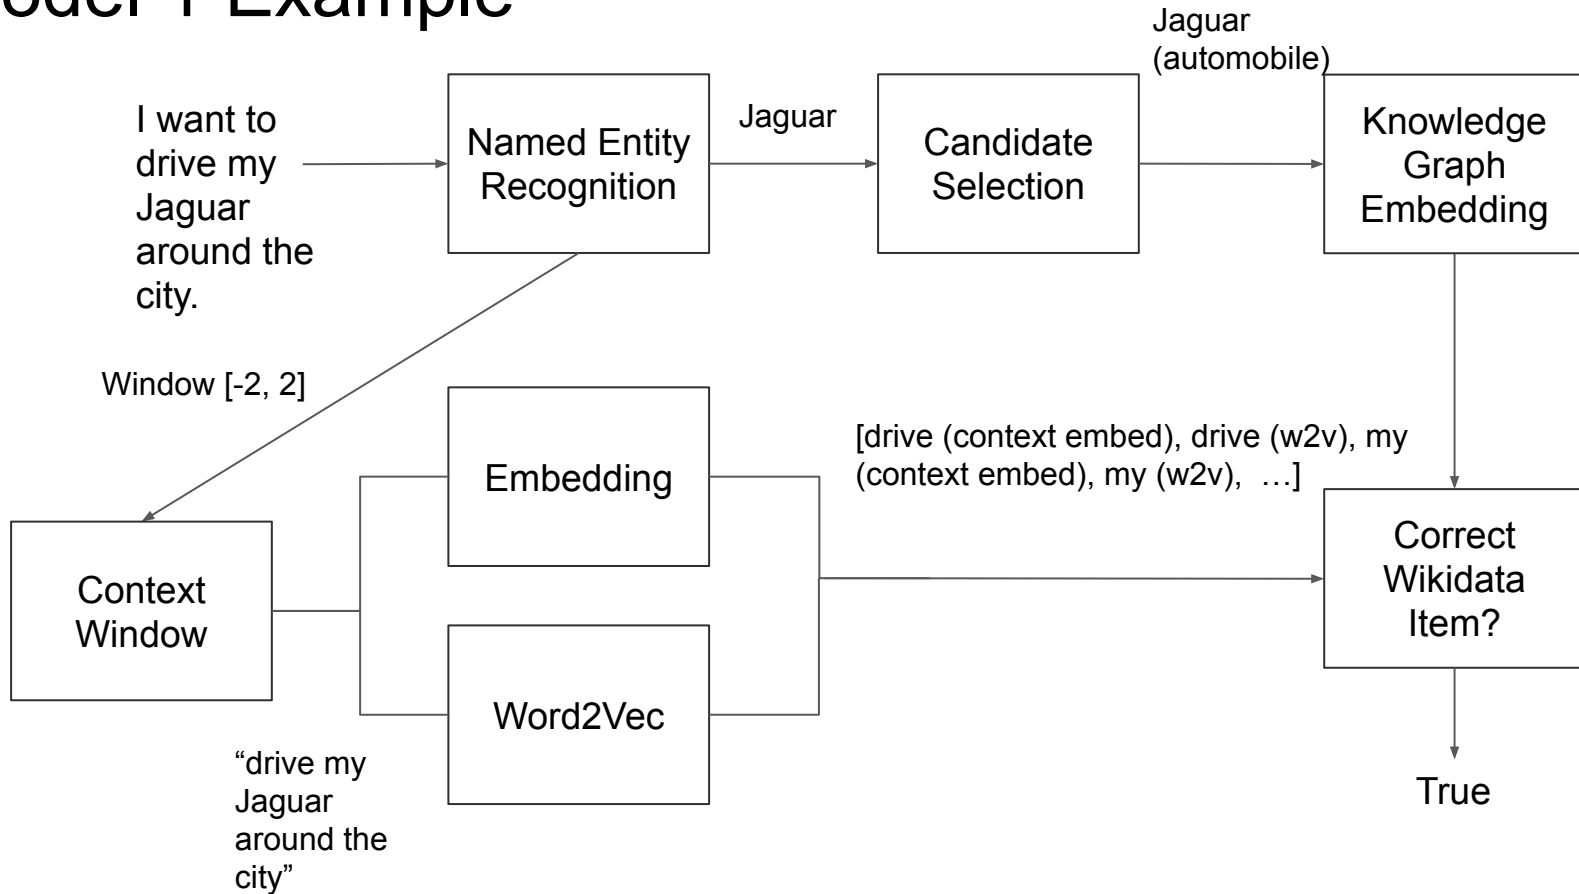 odel 1 Example
Jaguar
(automobile)
I want to
drive my
Jaguar
around the
city.
Named Entity
Recognition
Jaguar
Candidate
Selection
Knowledge
Graph
Embedding
Window [-2, 2]
Embedding
[drive (context embed), drive (w2v), my
(context embed), my (w2v), …]
Context
Window
Correct
Wikidata
Item?
Word2Vec
“drive my
Jaguar
around the
city”
True